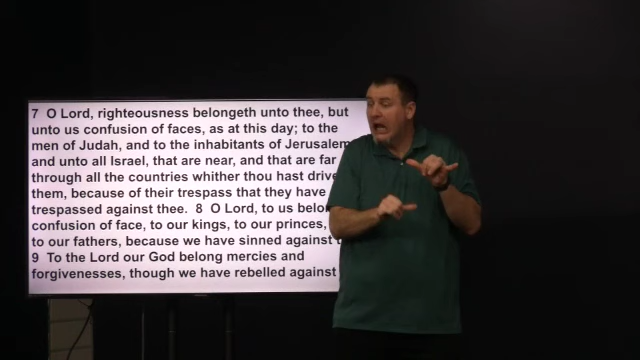 7 O Lord, righteousness belongeth unto thee, but
unto us confusion of faces, as at this day; to the
men of Judah, and to the inhabitants of Jerusalem
and unto all Israel, that are near, and that are far
through all the countries whither thou hast
them, because of their trespass that they have
trespassed against thee. 8 O Lord, to us
confusion of face, to our kings, to our princes,
to our fathers, because we have sinned against
9 To the Lord our God belong mercies and
forgivenesses, though we have rebelled against